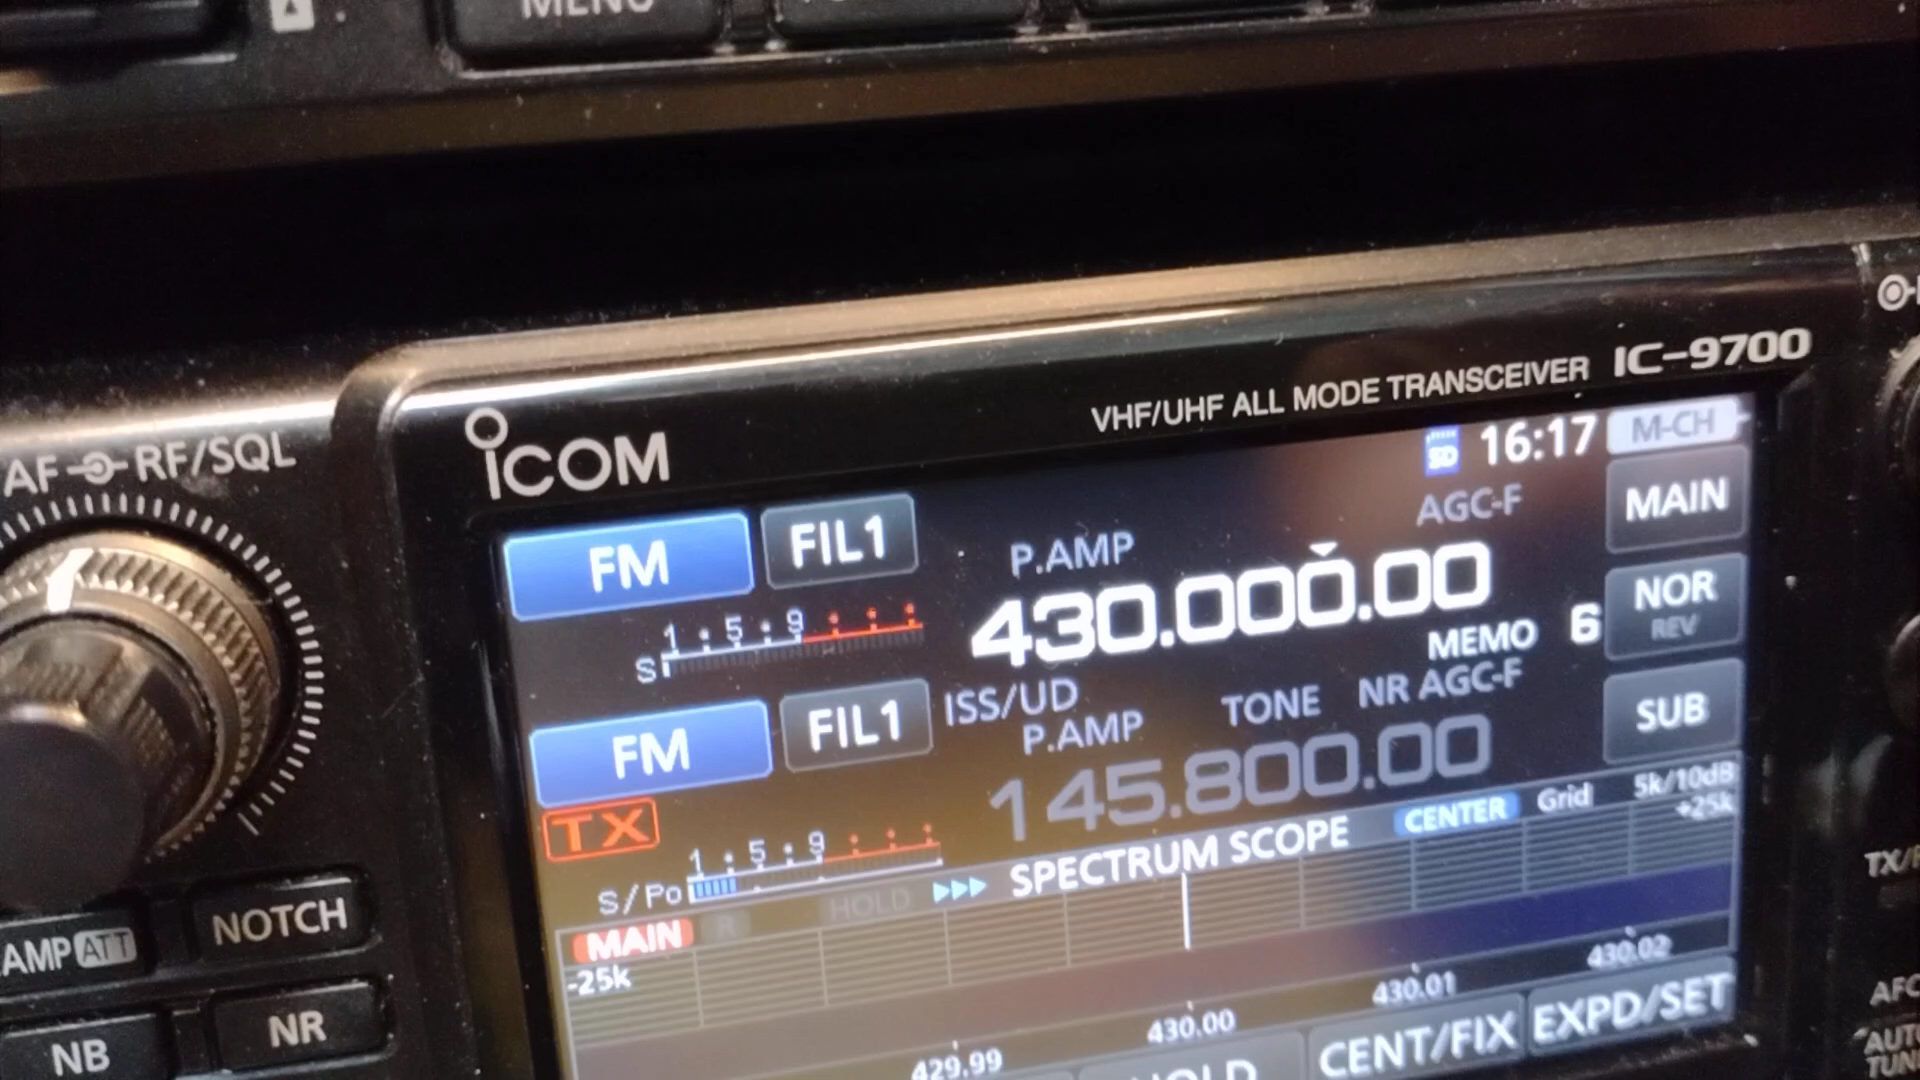 MENU
AF RF/SQL
ICOM
VHF/UHF ALL MODE TRANSCEIVER IC-9700
SD 16:17 M-CH
FM FIL1 P.AMP AGC-F MAIN
1 5 9
S
430.000.00
NOR
REV
MEMO 6
FM FIL1 ISS/UD
P.AMP TONE NR AGC-F SUB
145.800.00
TX
1 5 9
S/Po
HOLD SPECTRUM SCOPE CENTER Grid 5k/10dB
+25k
MAIN R
-25k
429.99 430.00 430.01 430.02
HOLD CENT/FIX EXPD/SET
AMP ATT NOTCH
NB NR
AFC